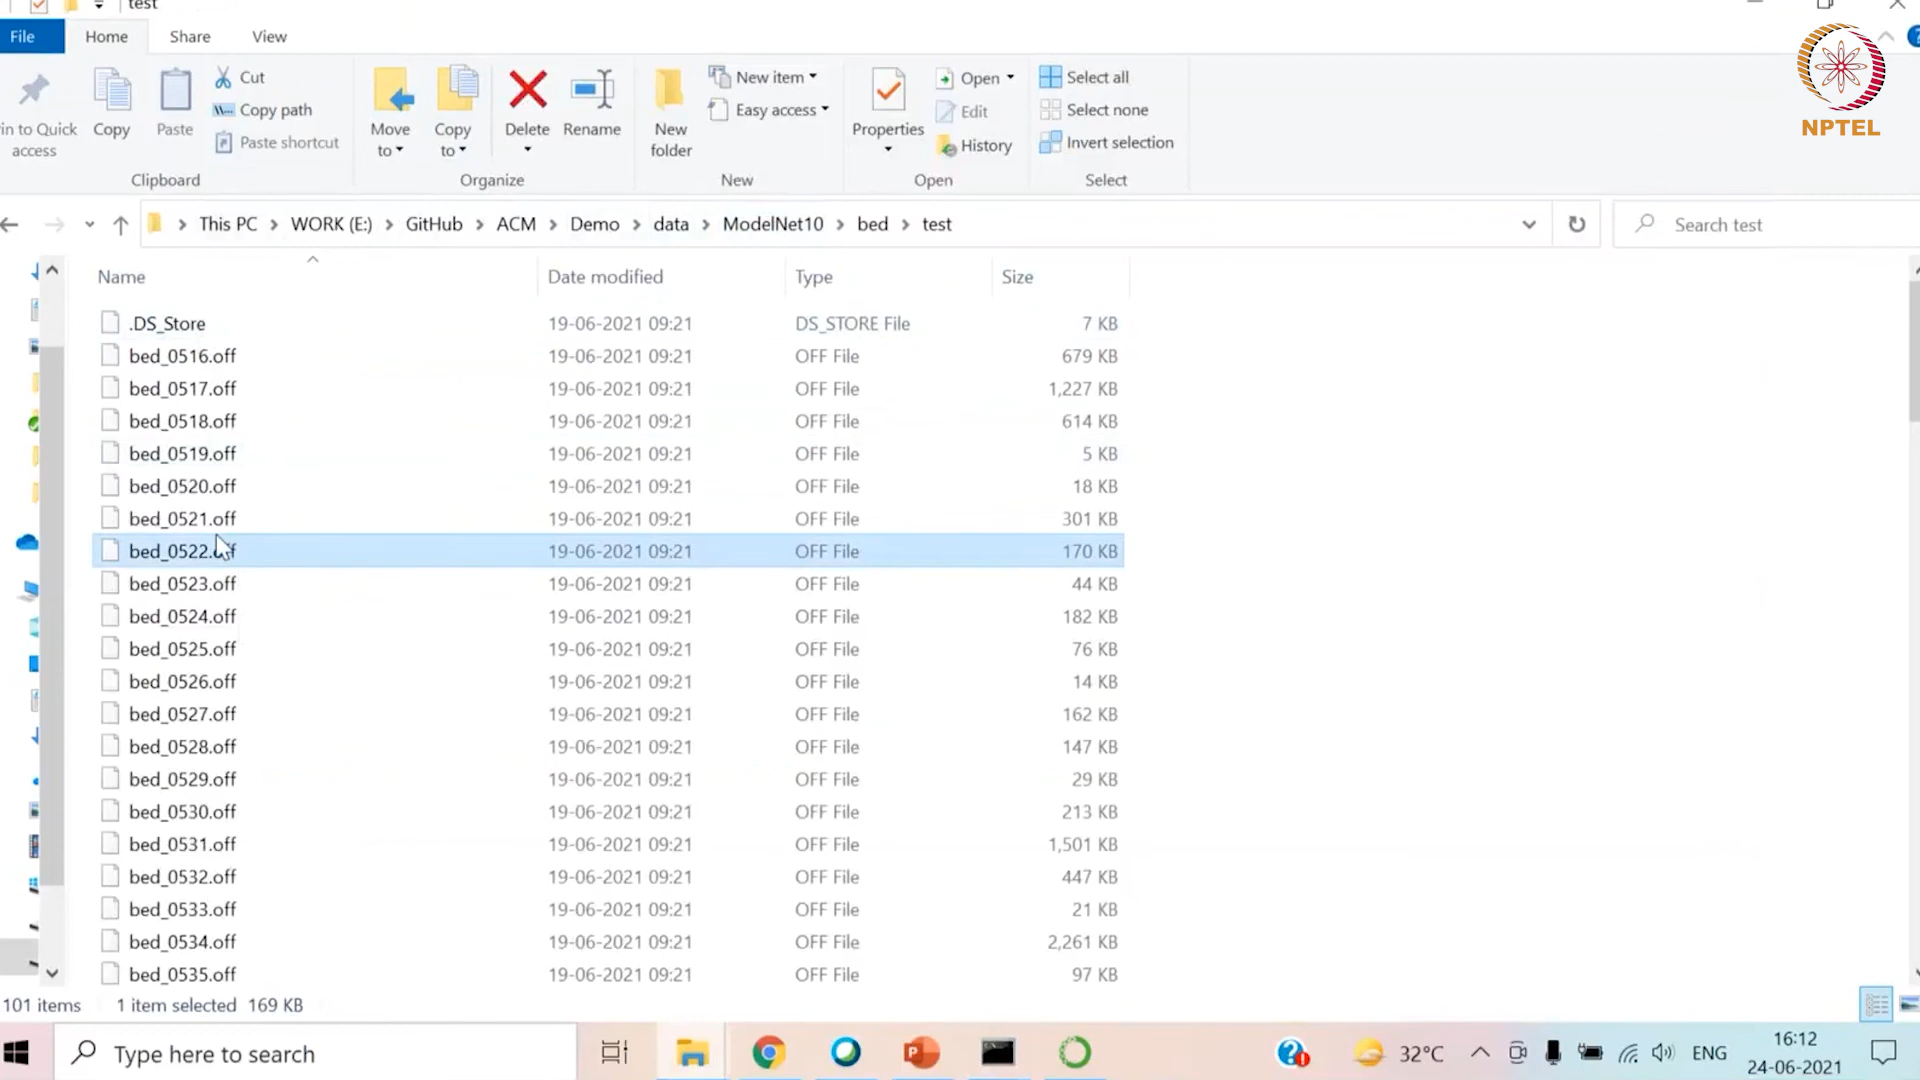 test
File Home Share View
Pin to Quick access
Copy
Paste
Cut
Copy path
Paste shortcut
Clipboard
Move to
Copy to
Delete
Rename
Organize
New folder
New item
Easy access
New
Properties
Open
Edit
History
Open
Select all
Select none
Invert selection
Select
NPTEL
This PC > WORK (E:) > GitHub > ACM > Demo > data > ModelNet10 > bed > test
Search test
Name Date modified Type Size
.DS_Store 19-06-2021 09:21 DS_STORE File 7 KB
bed_0516.off 19-06-2021 09:21 OFF File 679 KB
bed_0517.off 19-06-2021 09:21 OFF File 1,227 KB
bed_0518.off 19-06-2021 09:21 OFF File 614 KB
bed_0519.off 19-06-2021 09:21 OFF File 5 KB
bed_0520.off 19-06-2021 09:21 OFF File 18 KB
bed_0521.off 19-06-2021 09:21 OFF File 301 KB
bed_0522.off 19-06-2021 09:21 OFF File 170 KB
bed_0523.off 19-06-2021 09:21 OFF File 44 KB
bed_0524.off 19-06-2021 09:21 OFF File 182 KB
bed_0525.off 19-06-2021 09:21 OFF File 76 KB
bed_0526.off 19-06-2021 09:21 OFF File 14 KB
bed_0527.off 19-06-2021 09:21 OFF File 162 KB
bed_0528.off 19-06-2021 09:21 OFF File 147 KB
bed_0529.off 19-06-2021 09:21 OFF File 29 KB
bed_0530.off 19-06-2021 09:21 OFF File 213 KB
bed_0531.off 19-06-2021 09:21 OFF File 1,501 KB
bed_0532.off 19-06-2021 09:21 OFF File 447 KB
bed_0533.off 19-06-2021 09:21 OFF File 21 KB
bed_0534.off 19-06-2021 09:21 OFF File 2,261 KB
bed_0535.off 19-06-2021 09:21 OFF File 97 KB
101 items 1 item selected 169 KB
Type here to search
32°C
ENG
16:12
24-06-2021